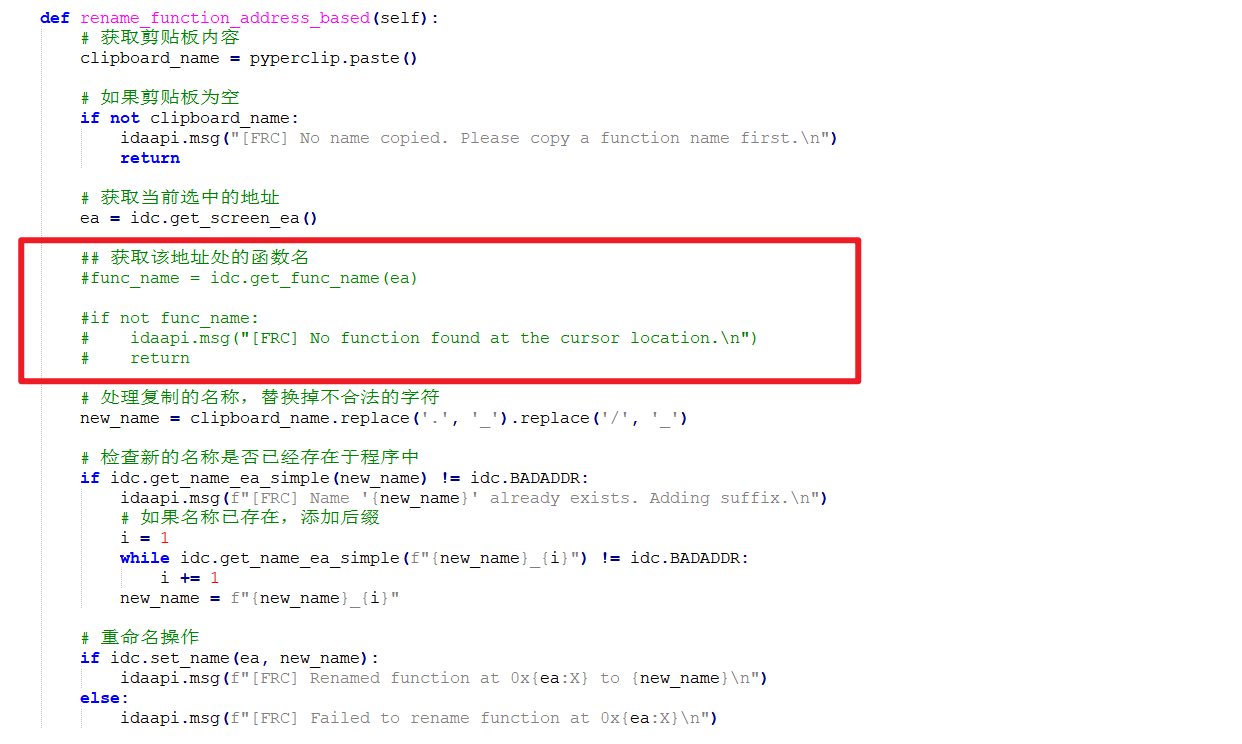 def rename_function_address_based(self):
# 获取剪贴板内容
clipboard_name = pyperclip.paste()
# 如果剪贴板为空
if not clipboard_name:
idaapi.msg("[FRC] No name copied. Please copy a function name first.\n")
return
# 获取当前选中的地址
ea = idc.get_screen_ea()
## 获取该地址处的函数名
#func_name = idc.get_func_name(ea)
#if not func_name:
#    idaapi.msg("[FRC] No function found at the cursor location.\n")
#    return
# 处理复制的名称，替换掉不合法的字符
new_name = clipboard_name.replace('.', '_').replace('/', '_')
# 检查新的名称是否已经存在于程序中
if idc.get_name_ea_simple(new_name) != idc.BADADDR:
idaapi.msg(f"[FRC] Name '{new_name}' already exists. Adding suffix.\n")
# 如果名称已存在，添加后缀
i = 1
while idc.get_name_ea_simple(f"{new_name}_{i}") != idc.BADADDR:
i += 1
new_name = f"{new_name}_{i}"
# 重命名操作
if idc.set_name(ea, new_name):
idaapi.msg(f"[FRC] Renamed function at 0x{ea:X} to {new_name}\n")
else:
idaapi.msg(f"[FRC] Failed to rename function at 0x{ea:X}\n")